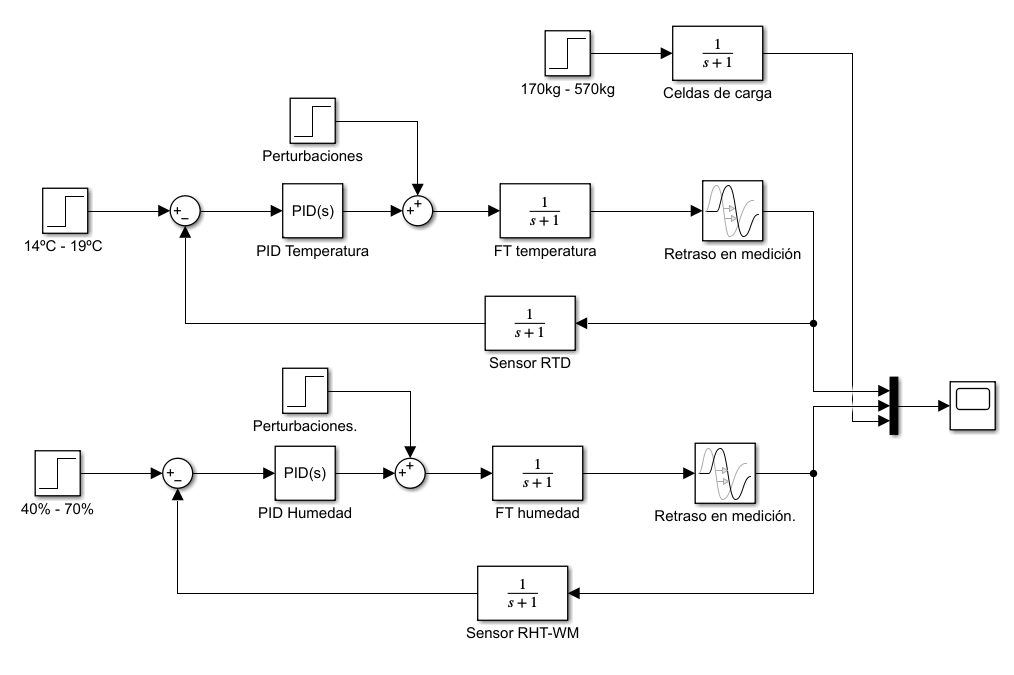 1
s + 1
170kg - 570kg
Celdas de carga
Perturbaciones
+
−
PID(s)
+
+
1
s + 1
14ºC - 19ºC
PID Temperatura
FT temperatura
Retraso en medición
1
s + 1
Sensor RTD
Perturbaciones.
+
−
PID(s)
+
+
1
s + 1
40% - 70%
PID Humedad
FT humedad
Retraso en medición.
1
s + 1
Sensor RHT-WM